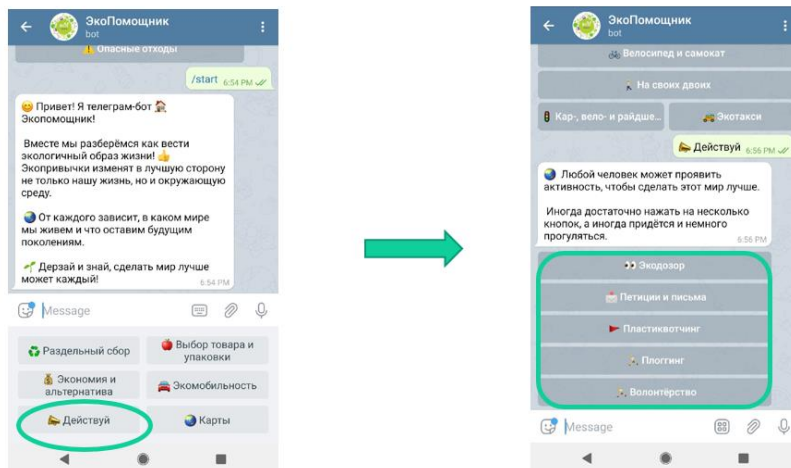 ЭкоПомощник
bot
Опасные отходы
/start 6:54 PM
Привет! Я телеграм-бот
Экопомощник!
Вместе мы разберёмся как вести
экологичный образ жизни!
Экопривычки изменят в
лучшую сторону
не только нашу жизнь, но и окружающую
среду.
От каждого зависит, в каком мире
мы живем и что оставим будущим
поколениям.
Дерзай и знай, сделать мир лучше
может каждый!
6:54 PM
Message
Раздельный сбор
Выбор товара и
упаковки
Экономия и
альтернатива
Экомобильность
Действуй
Карты
ЭкоПомощник
bot
Велосипед и самокат
На своих двоих
Кар-, вело- и райдше...
Экотакси
Действуй 6:56 PM
Любой человек может проявить
активность, чтобы сделать этот мир лучше.
Иногда достаточно нажать на несколько
кнопок, а иногда придётся и немного
прогуляться.
6:56 PM
Экодозор
Петиции и письма
Пластиквотчинг
Плоггинг
Волонтёрство
Message